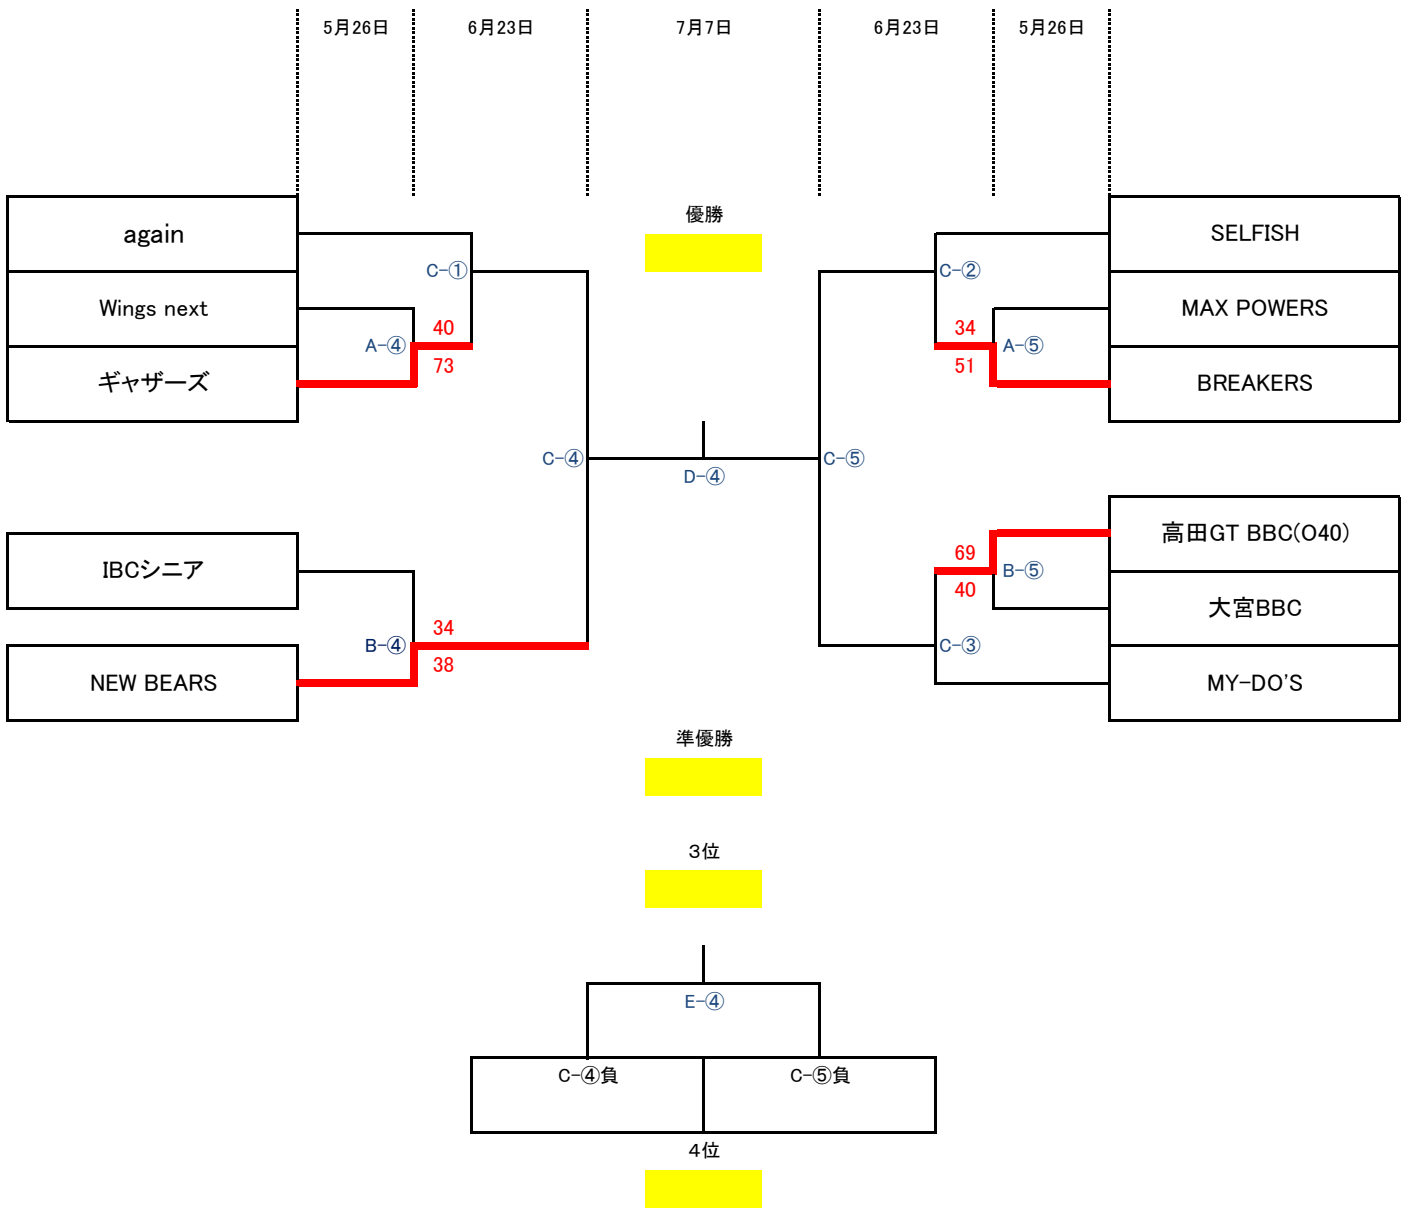 5月26日
6月23日
7月7日
6月23日
5月26日
優勝
again
Wings next
ギャザーズ
C-①
A-④
40
73
SELFISH
MAX POWERS
BREAKERS
C-②
34
51
A-⑤
C-④
D-④
C-⑤
IBCシニア
NEW BEARS
B-④
34
38
高田GT BBC(O40)
大宮BBC
MY-DO'S
69
40
B-⑤
C-③
準優勝
3位
E-④
C-④負
C-⑤負
4位